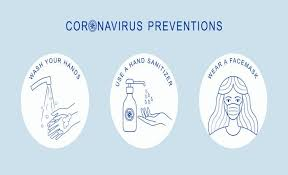 CORONAVIRUS PREVENTIONS
WASH YOUR HANDS
USE A HAND SANITIZER
WEAR A FACEMASK